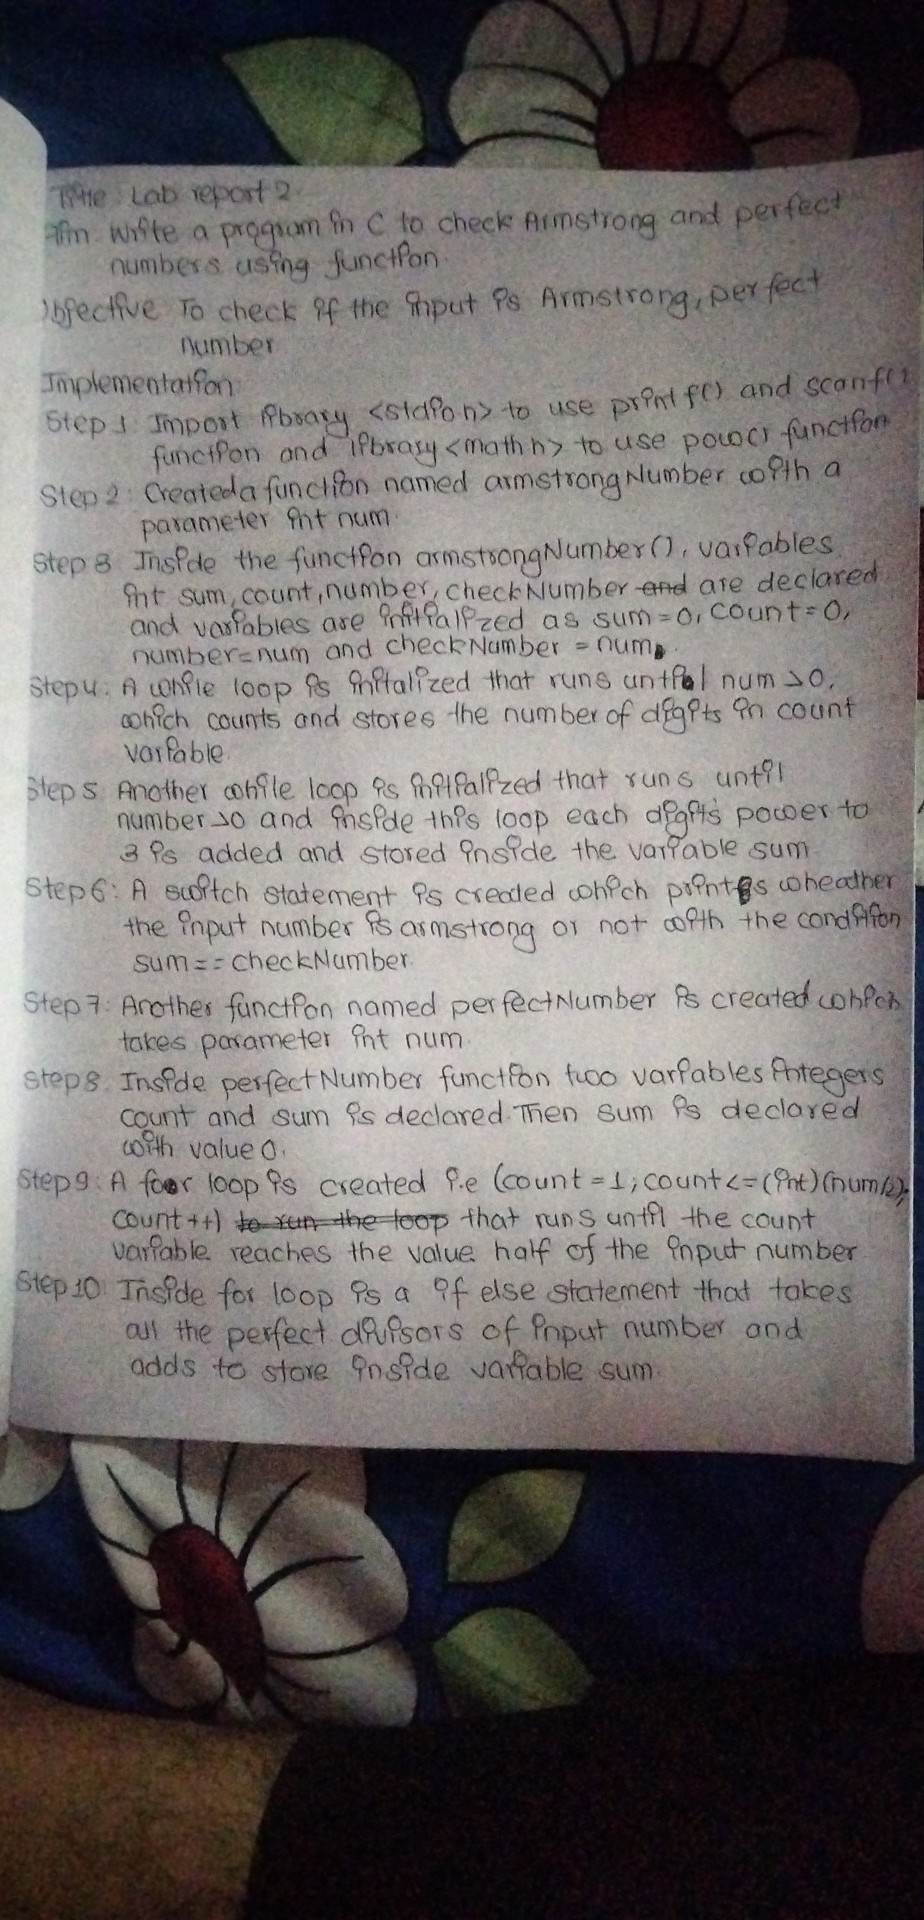 Title: Lab report 2
Aim: Write a program in C to check Armstrong and perfect
numbers using function.
Objective To check if the input is Armstrong, perfect
number
Implementation:
Step 1: Import library <stdio.h> to use printf() and scanf()
function and library <math.h> to use power function
Step 2: Created a function named armstrongNumber with a
parameter int num.
Step 3 Inside the function armstrongNumber(), variables
int sum, count, number, checkNumber and are declared
and variables are initialized as sum=0, count=0,
number=num and checkNumber = num.
Step 4: A while loop is initalized that runs until num >0,
which counts and stores the number of digits in count
variable.
Step 5 Another while loop is initialized that runs until
number >0 and inside this loop each digits power to
3 is added and stored inside the variable sum
Step 6: A switch statement is created which prints wheather
the input number is armstrong or not with the condition
sum==checkNumber.
Step 7: Another function named perfectNumber is created which
takes parameter int num.
Step 8. Inside perfectNumber function two variables integers
count and sum is declared. Then sum is declared
with value 0.
Step 9: A for loop is created i.e (count=1; count<=(int)(num/2);
count++) to run the loop that runs until the count
variable reaches the value half of the input number
Step 10: Inside for loop is a if else statement that takes
all the perfect divisors of input number and
adds to store inside variable sum.